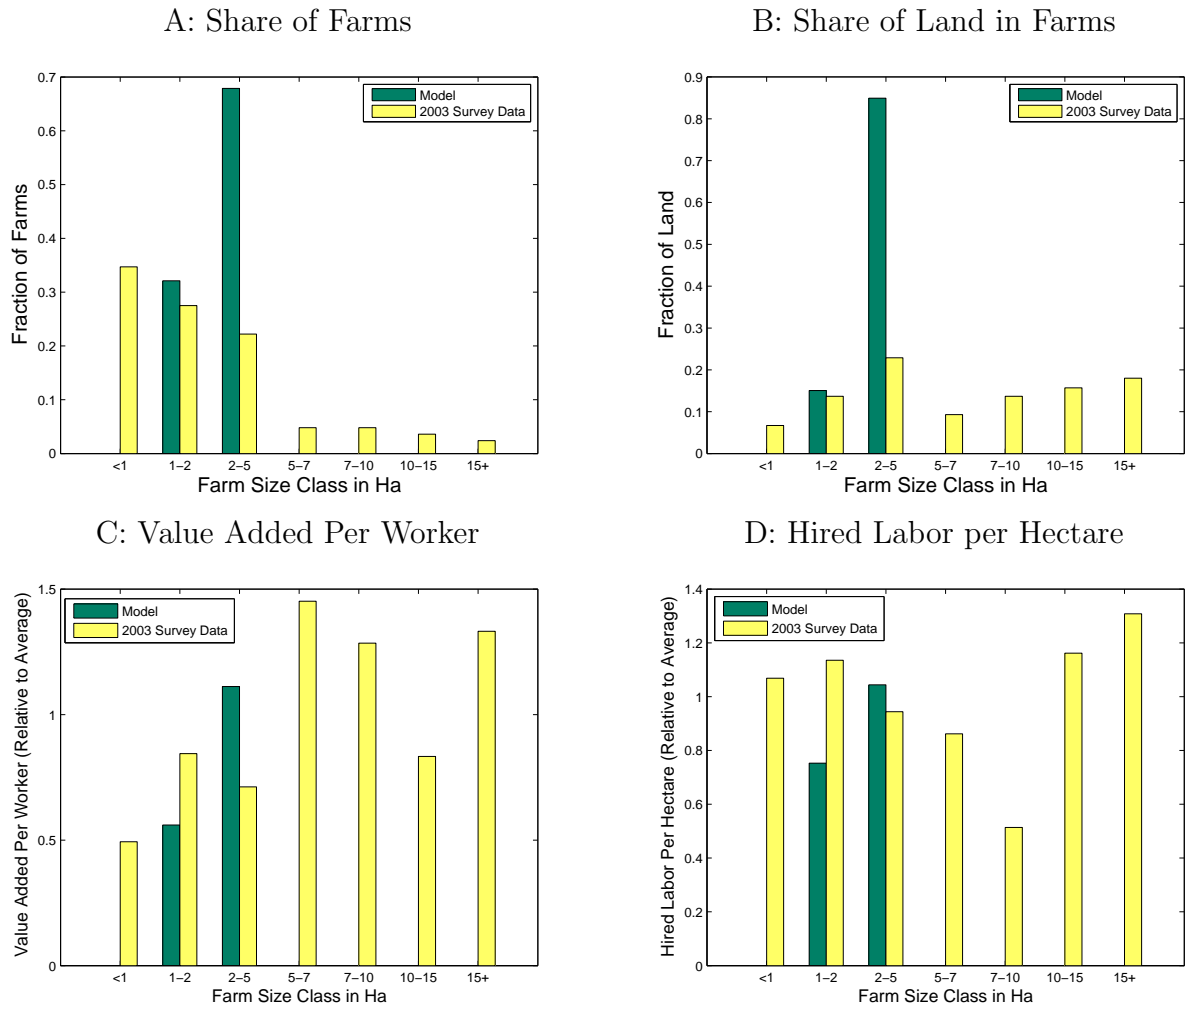 A: Share of Farms
0.7
0.6
0.5
0.4
0.3
0.2
0.1
0
Fraction of Farms
Model
2003 Survey Data
<1 1−2 2−5 5−7 7−10 10−15 15+
Farm Size Class in Ha
B: Share of Land in Farms
0.9
0.8
0.7
0.6
0.5
0.4
0.3
0.2
0.1
0
Fraction of Land
Model
2003 Survey Data
<1 1−2 2−5 5−7 7−10 10−15 15+
Farm Size Class in Ha
C: Value Added Per Worker
1.5
1
0.5
0
Value Added Per Worker (Relative to Average)
Model
2003 Survey Data
<1 1−2 2−5 5−7 7−10 10−15 15+
Farm Size Class in Ha
D: Hired Labor per Hectare
1.4
1.2
1
0.8
0.6
0.4
0.2
0
Hired Labor Per Hectare (Relative to Average)
Model
2003 Survey Data
<1 1−2 2−5 5−7 7−10 10−15 15+
Farm Size Class in Ha